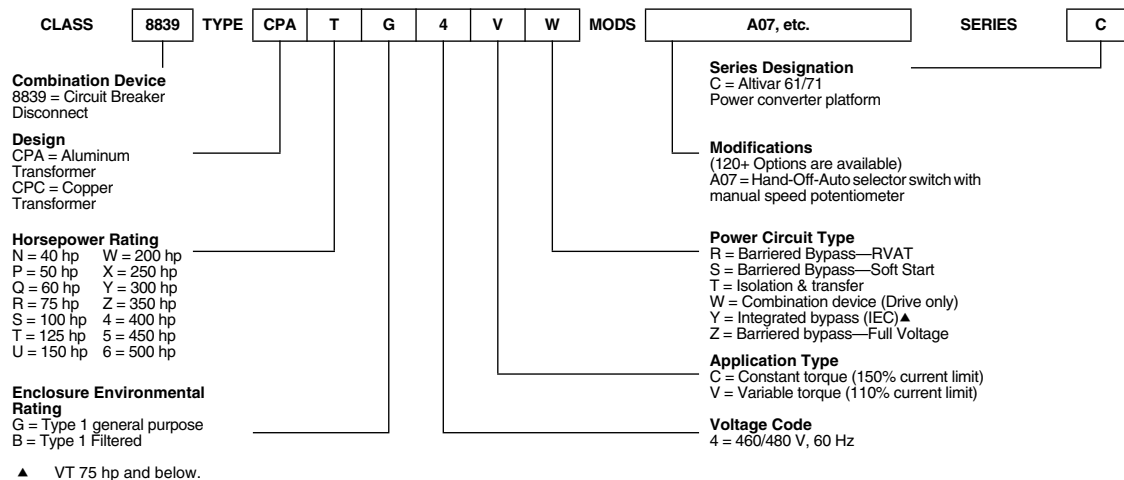 CLASS 8839 TYPE CPA T G 4 V W MODS A07, etc. SERIES C
Combination Device
8839 = Circuit Breaker
Disconnect
Design
CPA = Aluminum
Transformer
CPC = Copper
Transformer
Horsepower Rating
N = 40 hp W = 200 hp
P = 50 hp X = 250 hp
Q = 60 hp Y = 300 hp
R = 75 hp Z = 350 hp
S = 100 hp 4 = 400 hp
T = 125 hp 5 = 450 hp
U = 150 hp 6 = 500 hp
Enclosure Environmental
Rating
G = Type 1 general purpose
B = Type 1 Filtered
▲ VT 75 hp and below.
Series Designation
C = Altivar 61/71
Power converter platform
Modifications
(120+ Options are available)
A07 = Hand-Off-Auto selector switch with
manual speed potentiometer
Power Circuit Type
R = Barriered Bypass—RVAT
S = Barriered Bypass—Soft Start
T = Isolation & transfer
W = Combination device (Drive only)
Y = Integrated bypass (IEC)▲
Z = Barriered bypass—Full Voltage
Application Type
C = Constant torque (150% current limit)
V = Variable torque (110% current limit)
Voltage Code
4 = 460/480 V, 60 Hz